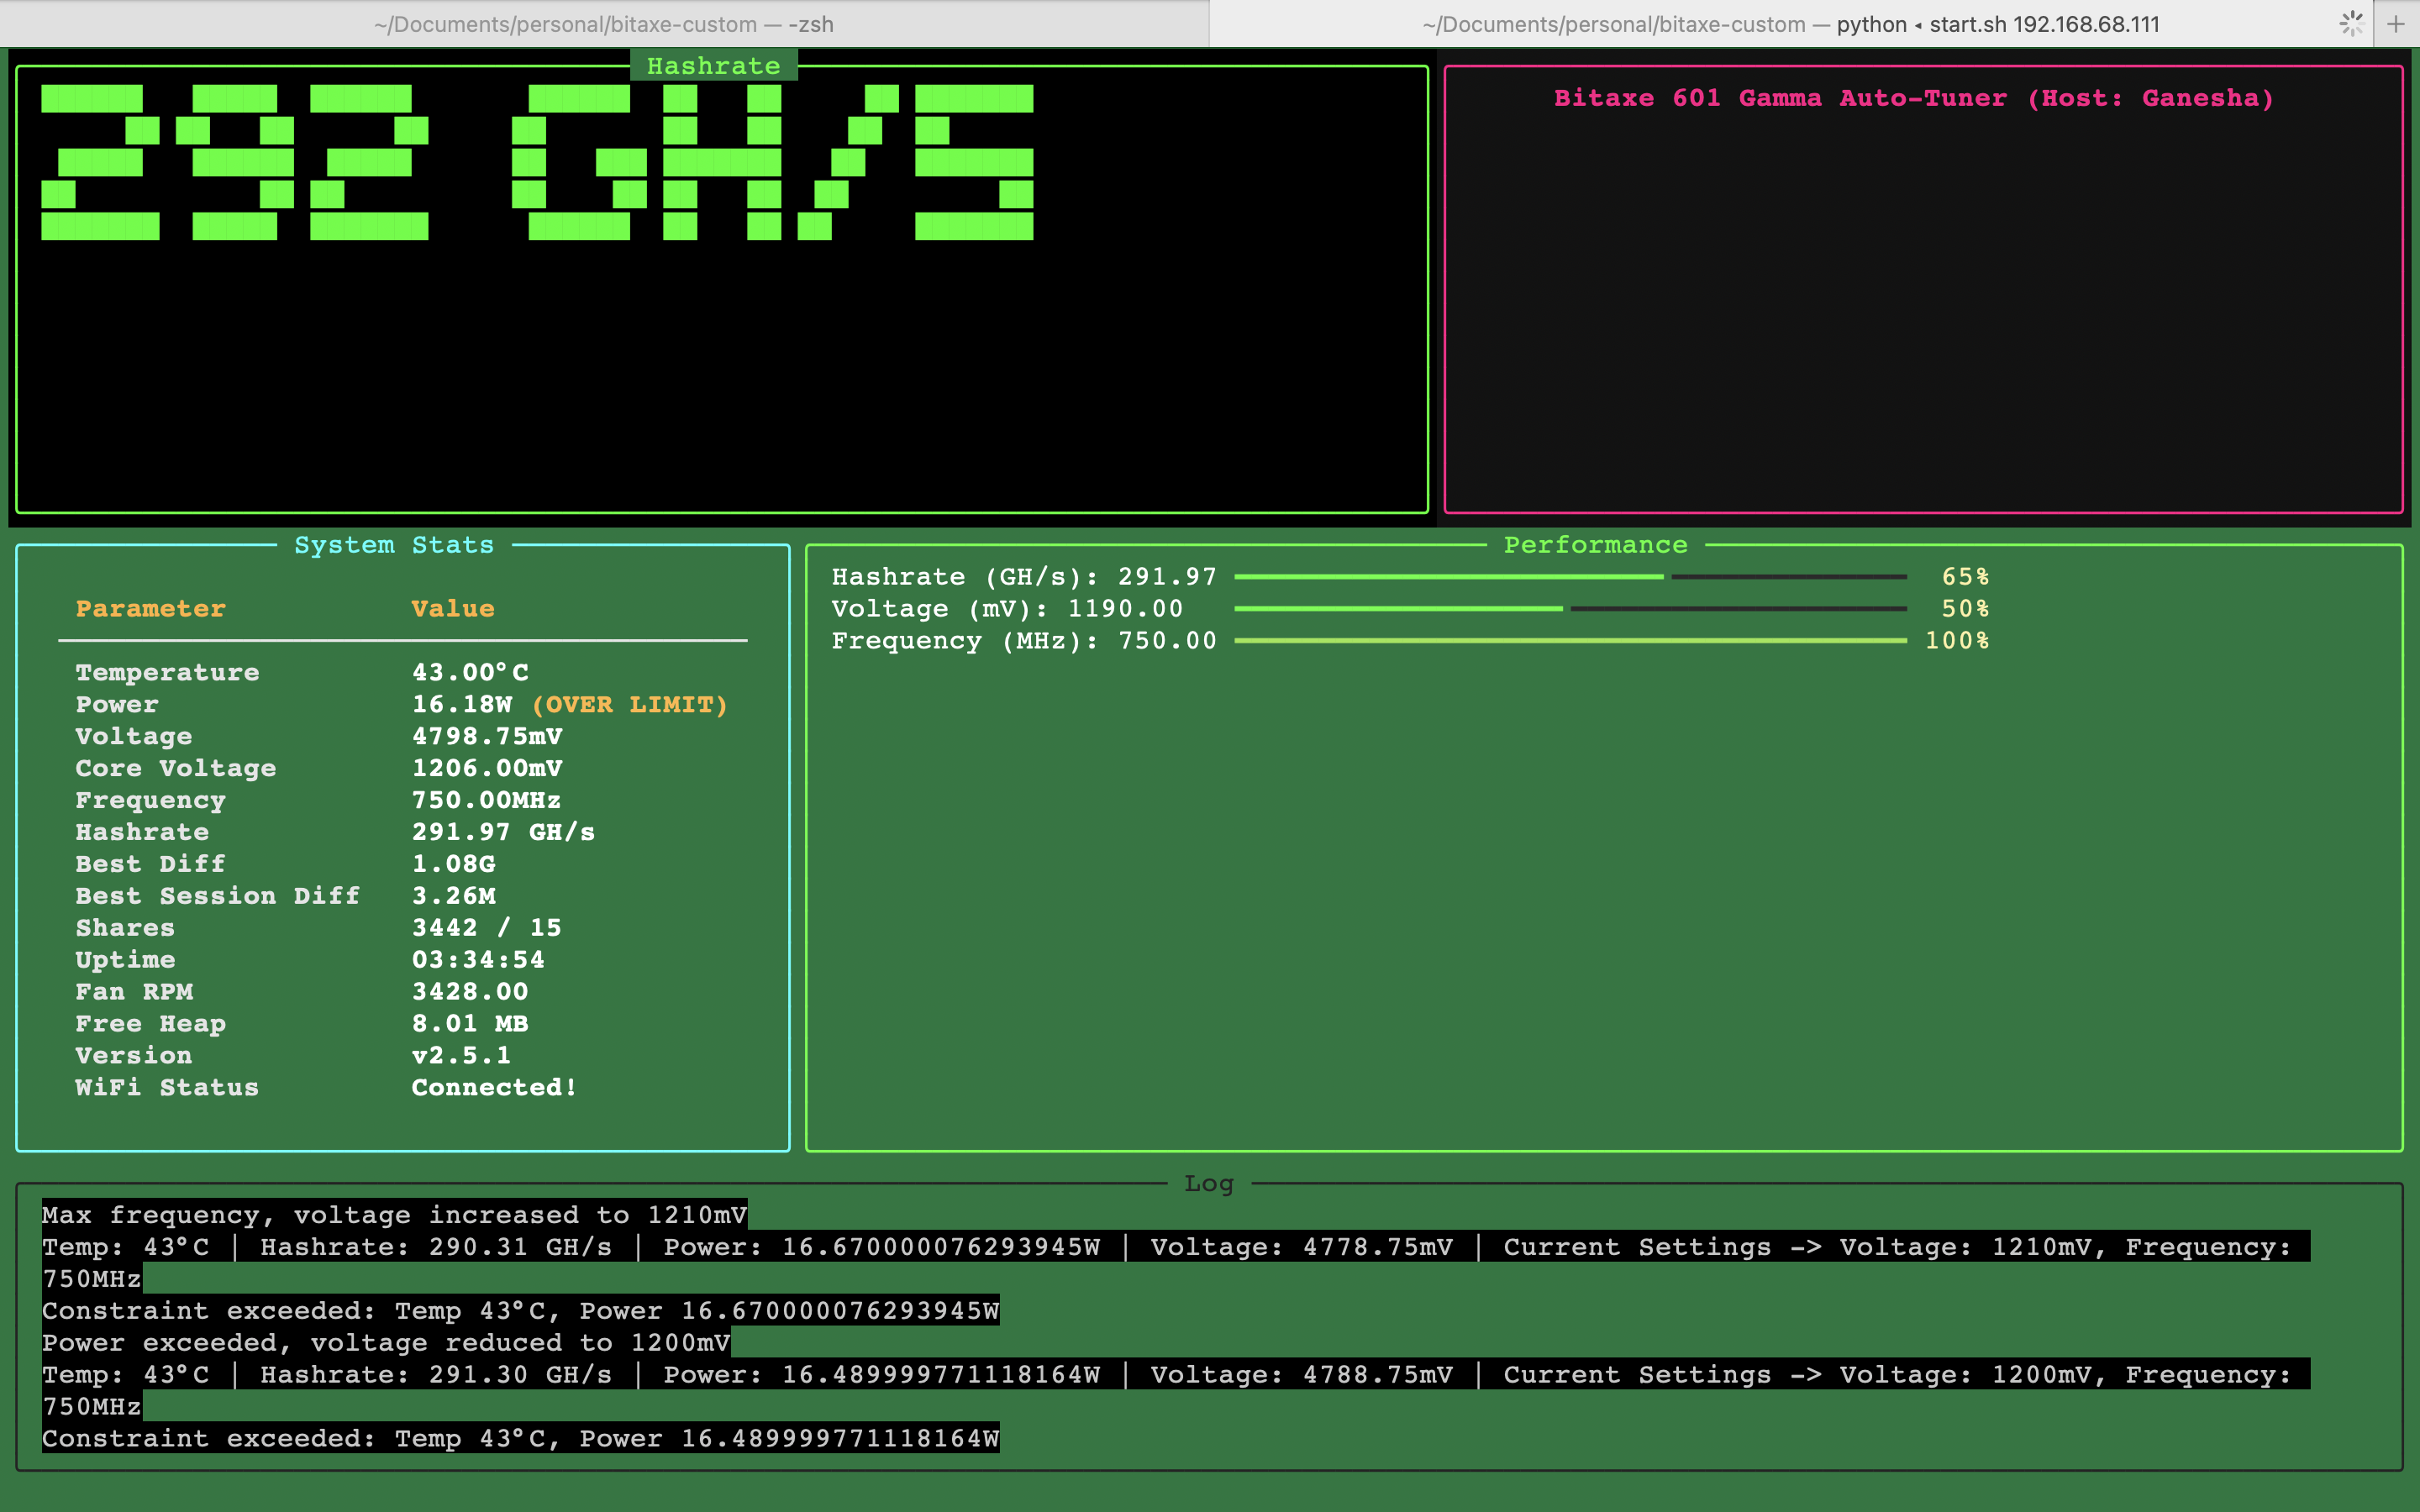 ~/Documents/personal/bitaxe-custom — -zsh
~/Documents/personal/bitaxe-custom — python ◂ start.sh 192.168.68.111
+
Hashrate
292 GH/S
Bitaxe 601 Gamma Auto-Tuner (Host: Ganesha)
System Stats
Parameter Value
Temperature 43.00°C
Power 16.18W (OVER LIMIT)
Voltage 4798.75mV
Core Voltage 1206.00mV
Frequency 750.00MHz
Hashrate 291.97 GH/s
Best Diff 1.08G
Best Session Diff 3.26M
Shares 3442 / 15
Uptime 03:34:54
Fan RPM 3428.00
Free Heap 8.01 MB
Version v2.5.1
WiFi Status Connected!
Performance
Hashrate (GH/s): 291.97 65%
Voltage (mV): 1190.00 50%
Frequency (MHz): 750.00 100%
Log
Max frequency, voltage increased to 1210mV
Temp: 43°C | Hashrate: 290.31 GH/s | Power: 16.670000076293945W | Voltage: 4778.75mV | Current Settings -> Voltage: 1210mV, Frequency:
750MHz
Constraint exceeded: Temp 43°C, Power 16.670000076293945W
Power exceeded, voltage reduced to 1200mV
Temp: 43°C | Hashrate: 291.30 GH/s | Power: 16.489999771118164W | Voltage: 4788.75mV | Current Settings -> Voltage: 1200mV, Frequency:
750MHz
Constraint exceeded: Temp 43°C, Power 16.489999771118164W